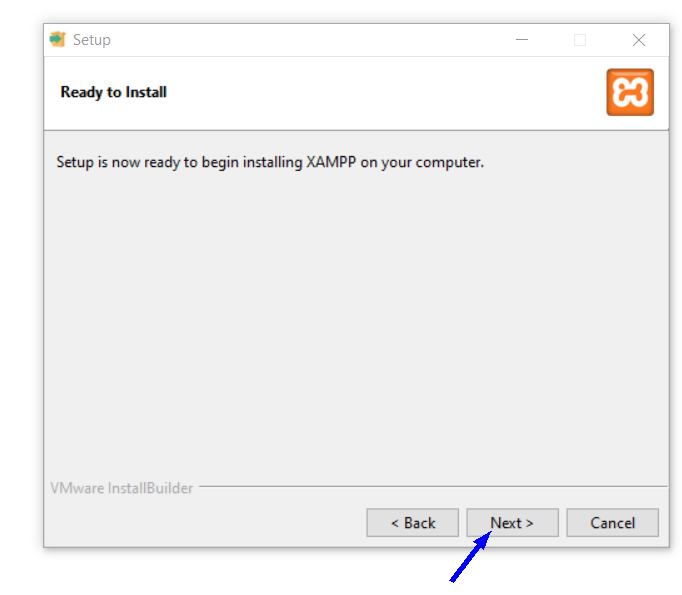 Setup
Ready to Install
Setup is now ready to begin installing XAMPP on your computer.
VMware InstallBuilder
< Back
Next >
Cancel